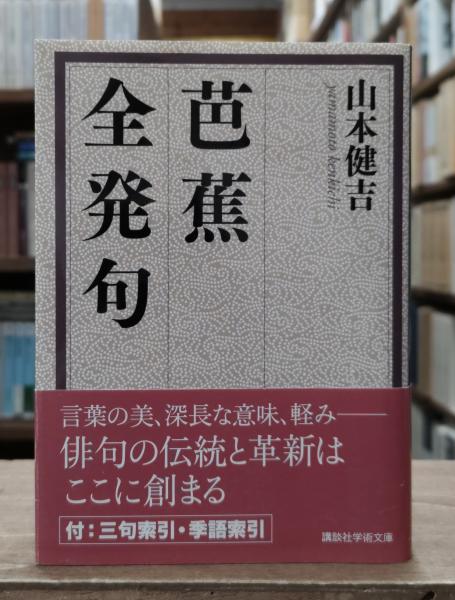 山本健吉
yamamoto kenkichi
芭蕉
全発句
言葉の美、深長な意味、軽み――
俳句の伝統と革新は
ここに創まる
付:三句索引・季語索引
講談社学術文庫